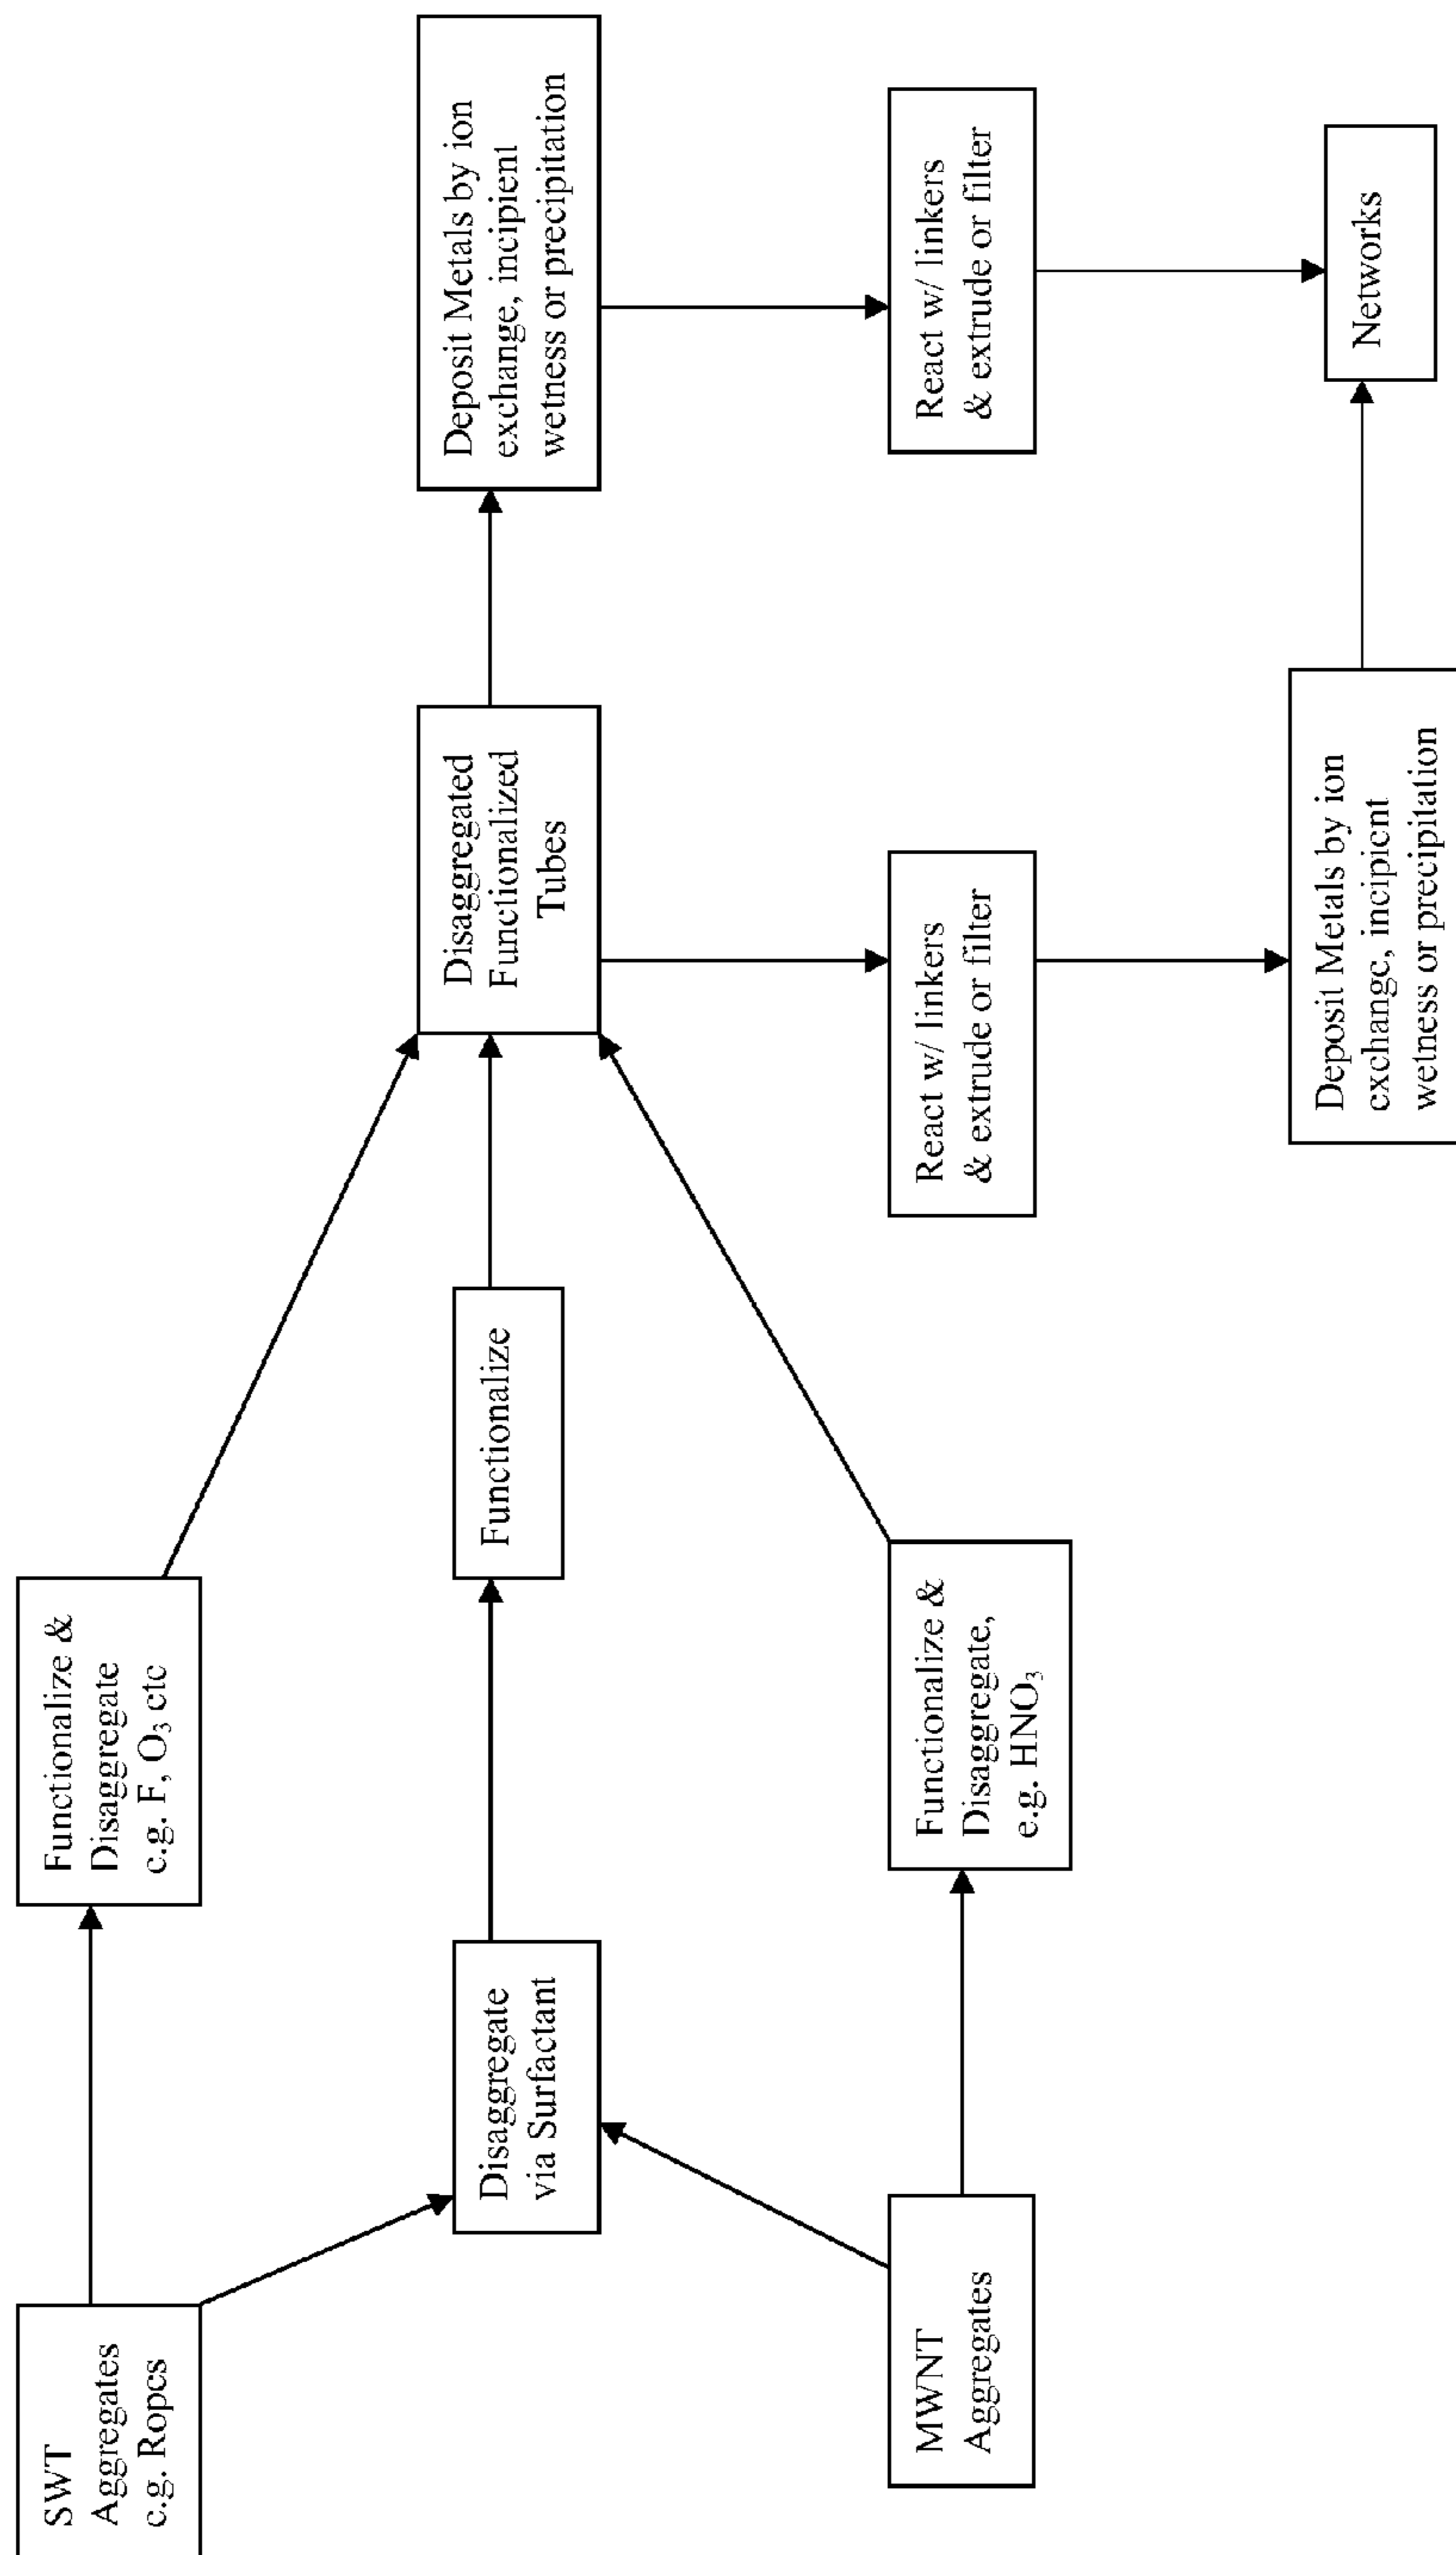 SWT
Aggregates
e.g. Ropes
Functionalize &
Disaggregate
e.g. F, O₃ etc
Disaggregate
via Surfactant
Functionalize
Disaggregated
Functionalized
Tubes
Deposit Metals by ion
exchange, incipient
wetness or precipitation
MWNT
Aggregates
Functionalize &
Disaggregate,
e.g. HNO₃
React w/ linkers
& extrude or filter
React w/ linkers
& extrude or filter
Deposit Metals by ion
exchange, incipient
wetness or precipitation
Networks